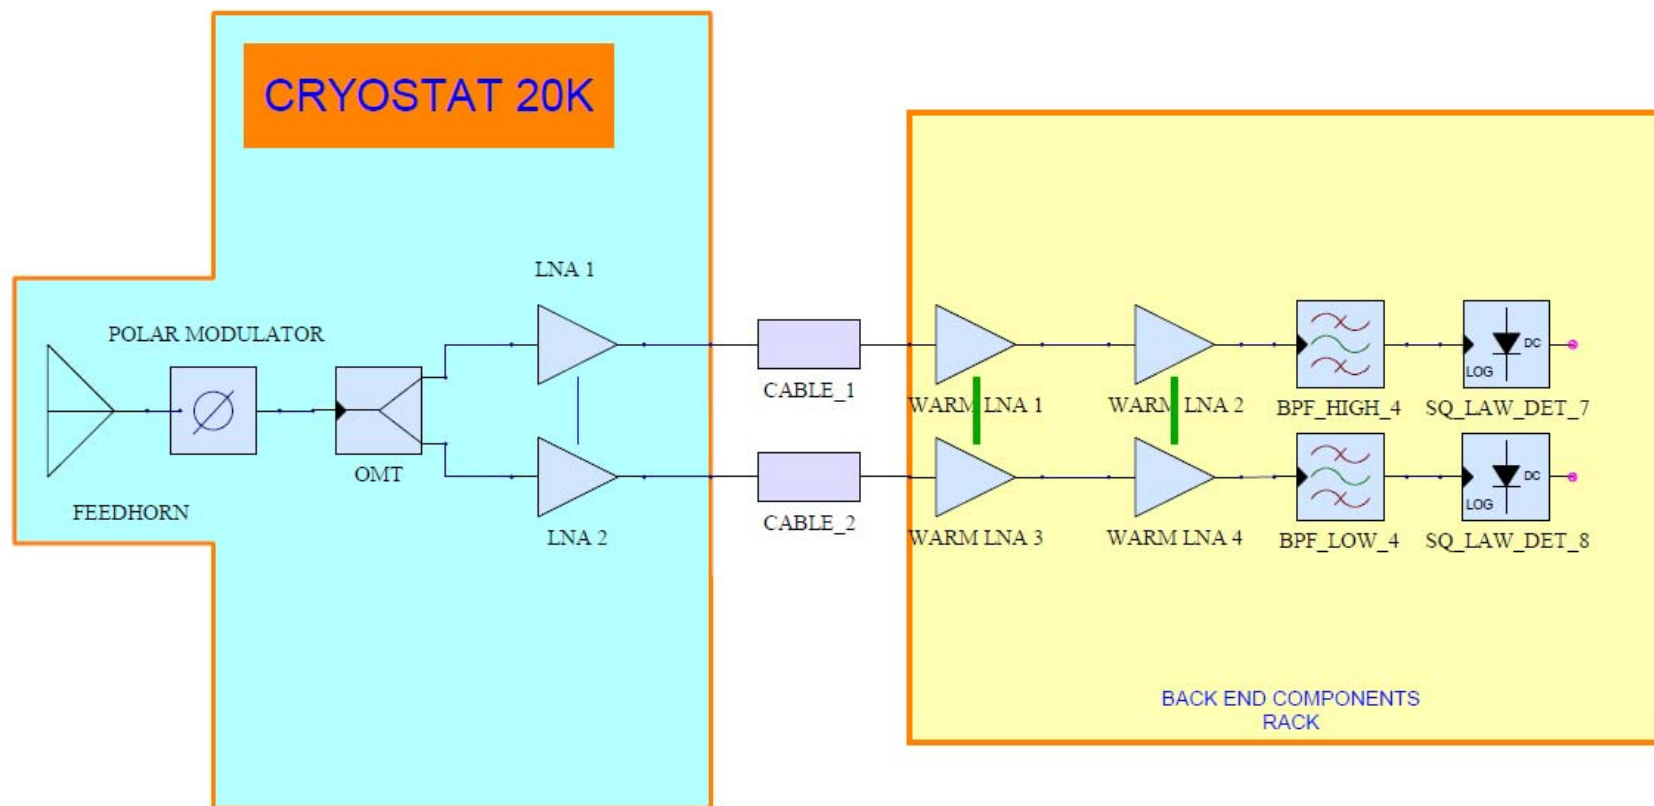 CRYOSTAT 20K
LNA 1
POLAR MODULATOR
FEEDHORN
OMT
LNA 2
CABLE_1
CABLE_2
WARM LNA 1
WARM LNA 2
BPF_HIGH_4
DC
LOG
SQ_LAW_DET_7
WARM LNA 3
WARM LNA 4
BPF_LOW_4
DC
LOG
SQ_LAW_DET_8
BACK END COMPONENTS
RACK